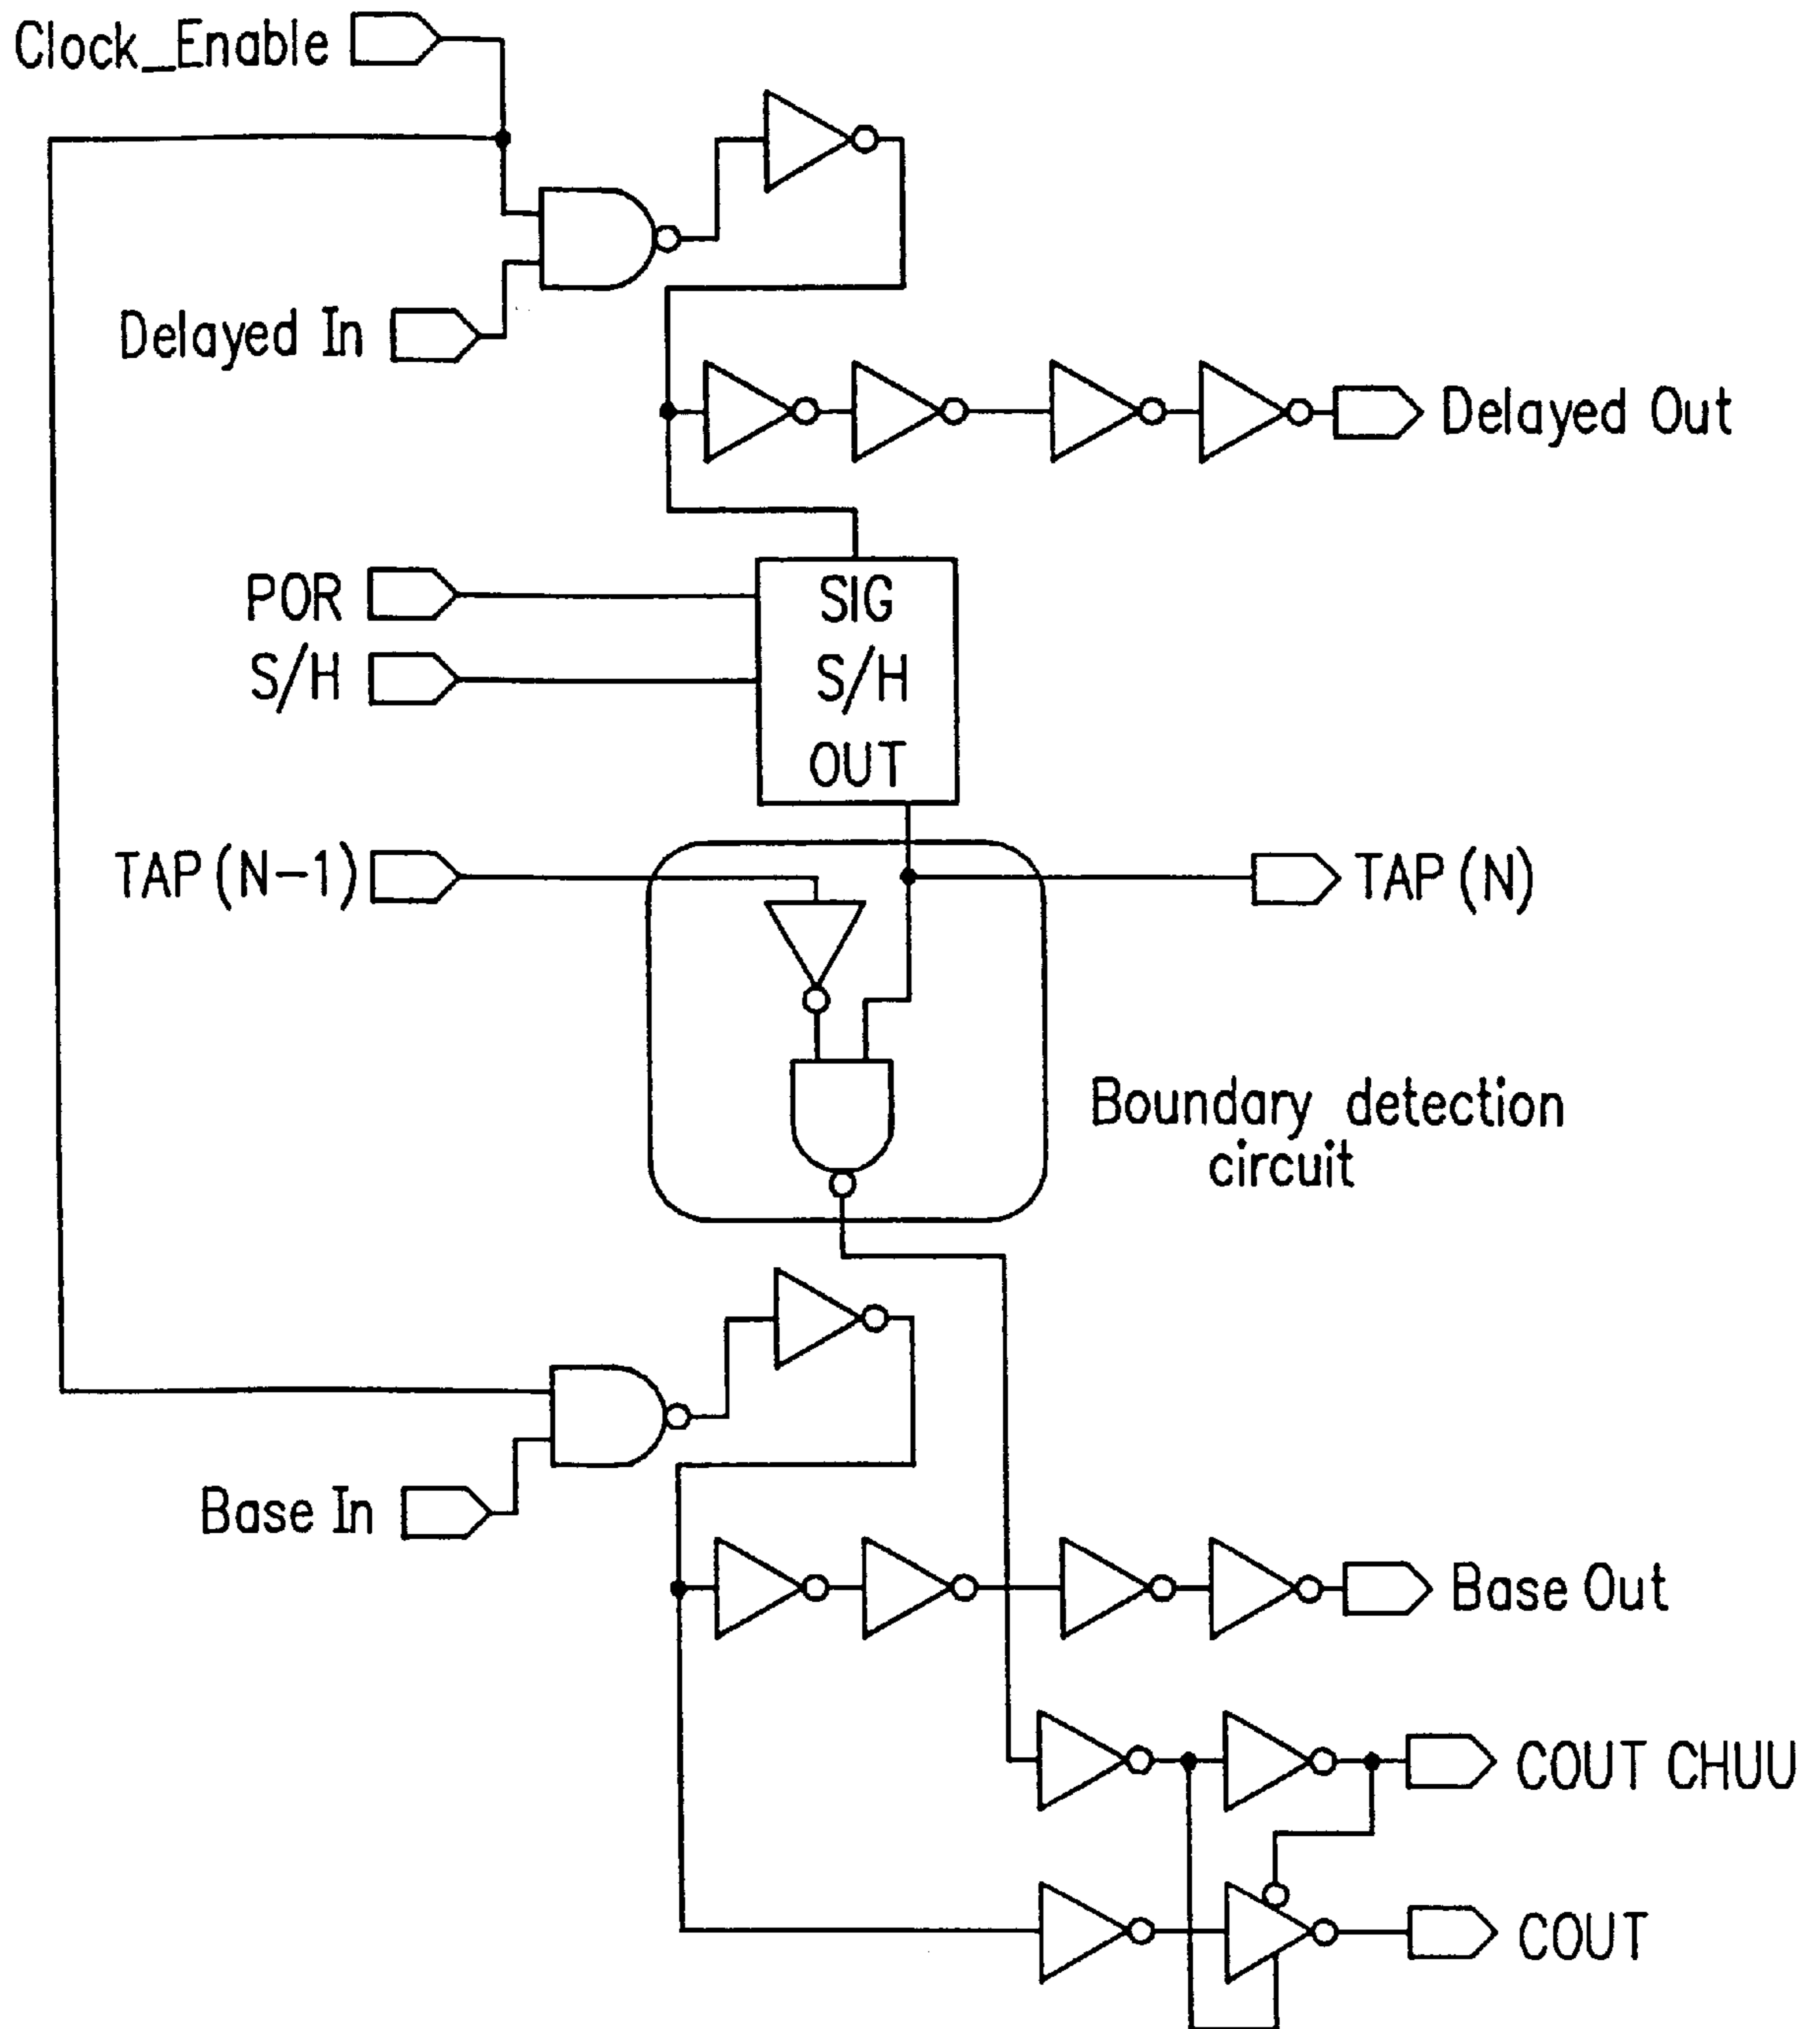 Clock_Enable
Delayed In
Delayed Out
POR
SIG
S/H
S/H
OUT
TAP(N-1)
TAP(N)
Boundary detection
circuit
Base In
Base Out
COUT CHUU
COUT